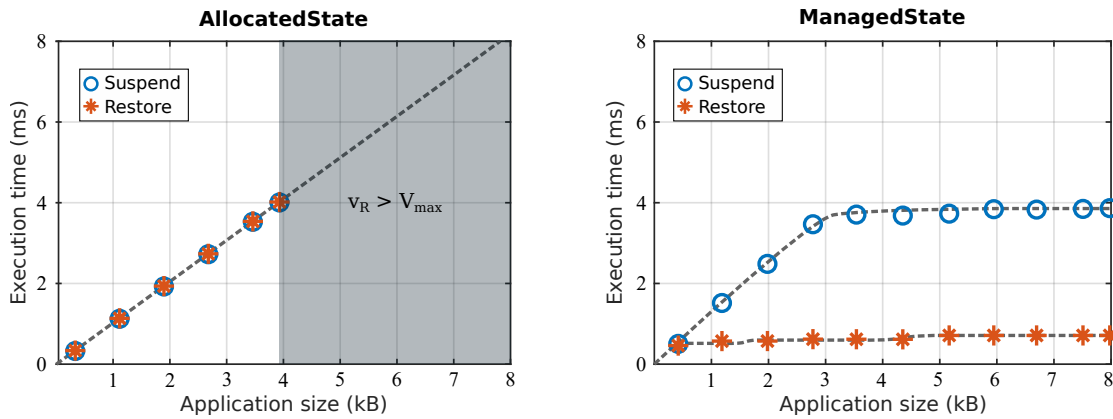 AllocatedState
8
6
4
2
0
1
2
3
4
5
6
7
8
Execution time (ms)
Application size (kB)
Suspend
Restore
v_R > V_max
ManagedState
8
6
4
2
0
1
2
3
4
5
6
7
8
Execution time (ms)
Application size (kB)
Suspend
Restore